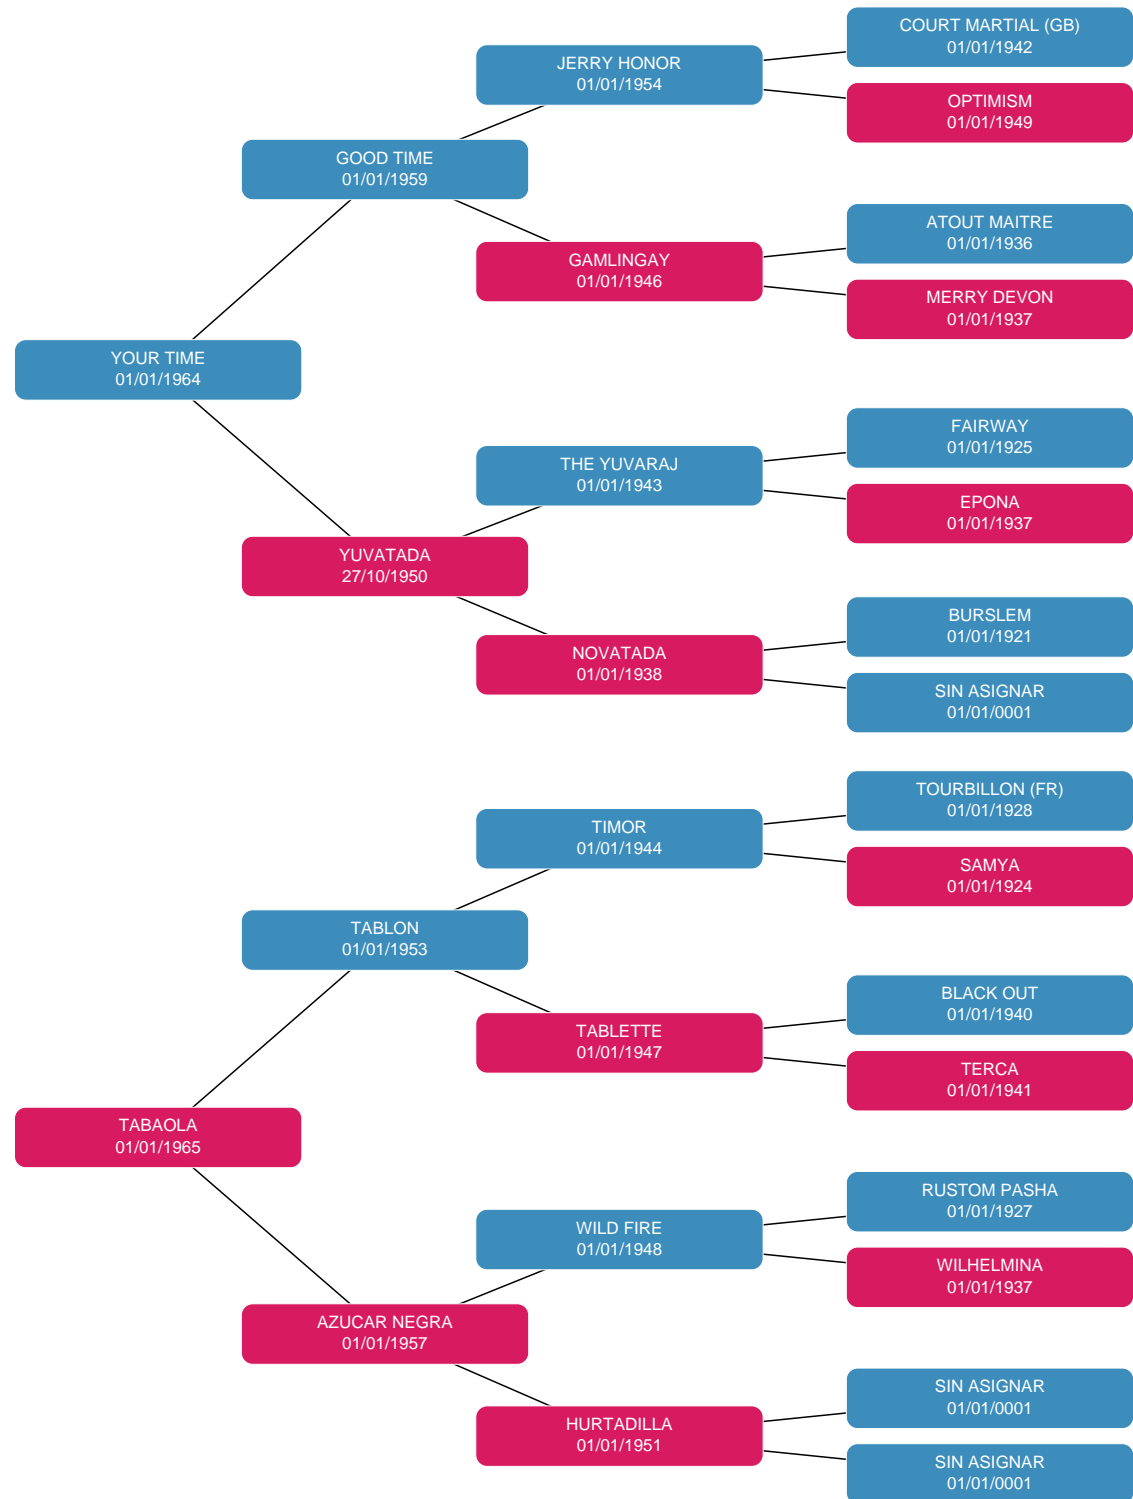 COURT MARTIAL (GB)
01/01/1942
JERRY HONOR
01/01/1954
OPTIMISM
01/01/1949
GOOD TIME
01/01/1959
ATOUT MAITRE
01/01/1936
GAMLINGAY
01/01/1946
MERRY DEVON
01/01/1937
YOUR TIME
01/01/1964
FAIRWAY
01/01/1925
THE YUVARAJ
01/01/1943
EPONA
01/01/1937
YUVATADA
27/10/1950
BURSLEM
01/01/1921
NOVATADA
01/01/1938
SIN ASIGNAR
01/01/0001
TOURBILLON (FR)
01/01/1928
TIMOR
01/01/1944
SAMYA
01/01/1924
TABLON
01/01/1953
BLACK OUT
01/01/1940
TABLETTE
01/01/1947
TERCA
01/01/1941
TABAOLA
01/01/1965
RUSTOM PASHA
01/01/1927
WILD FIRE
01/01/1948
WILHELMINA
01/01/1937
AZUCAR NEGRA
01/01/1957
SIN ASIGNAR
01/01/0001
HURTADILLA
01/01/1951
SIN ASIGNAR
01/01/0001